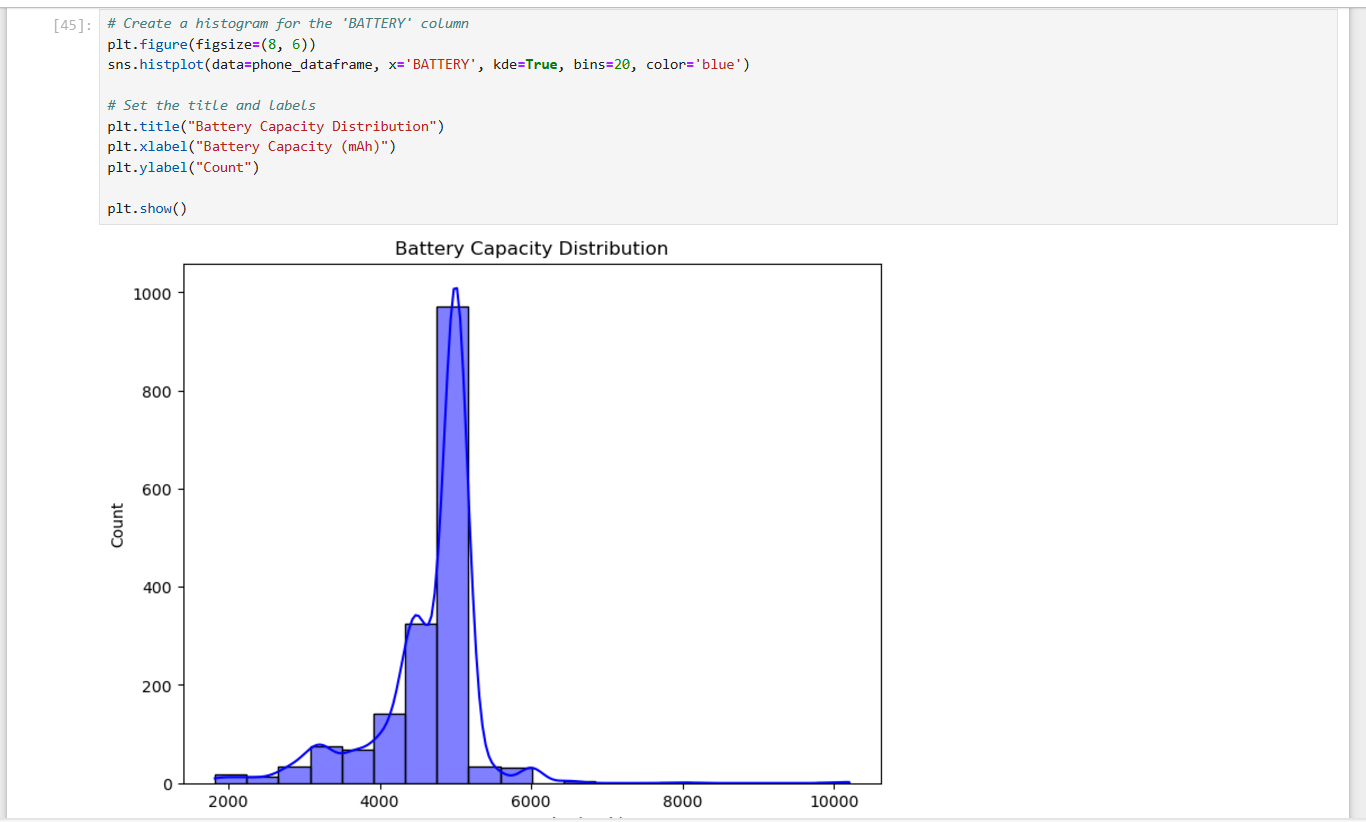 [45]:
# Create a histogram for the 'BATTERY' column
plt.figure(figsize=(8, 6))
sns.histplot(data=phone_dataframe, x='BATTERY', kde=True, bins=20, color='blue')
# Set the title and labels
plt.title("Battery Capacity Distribution")
plt.xlabel("Battery Capacity (mAh)")
plt.ylabel("Count")
plt.show()
Battery Capacity Distribution
1000
800
600
400
200
0
Count
2000 4000 6000 8000 10000